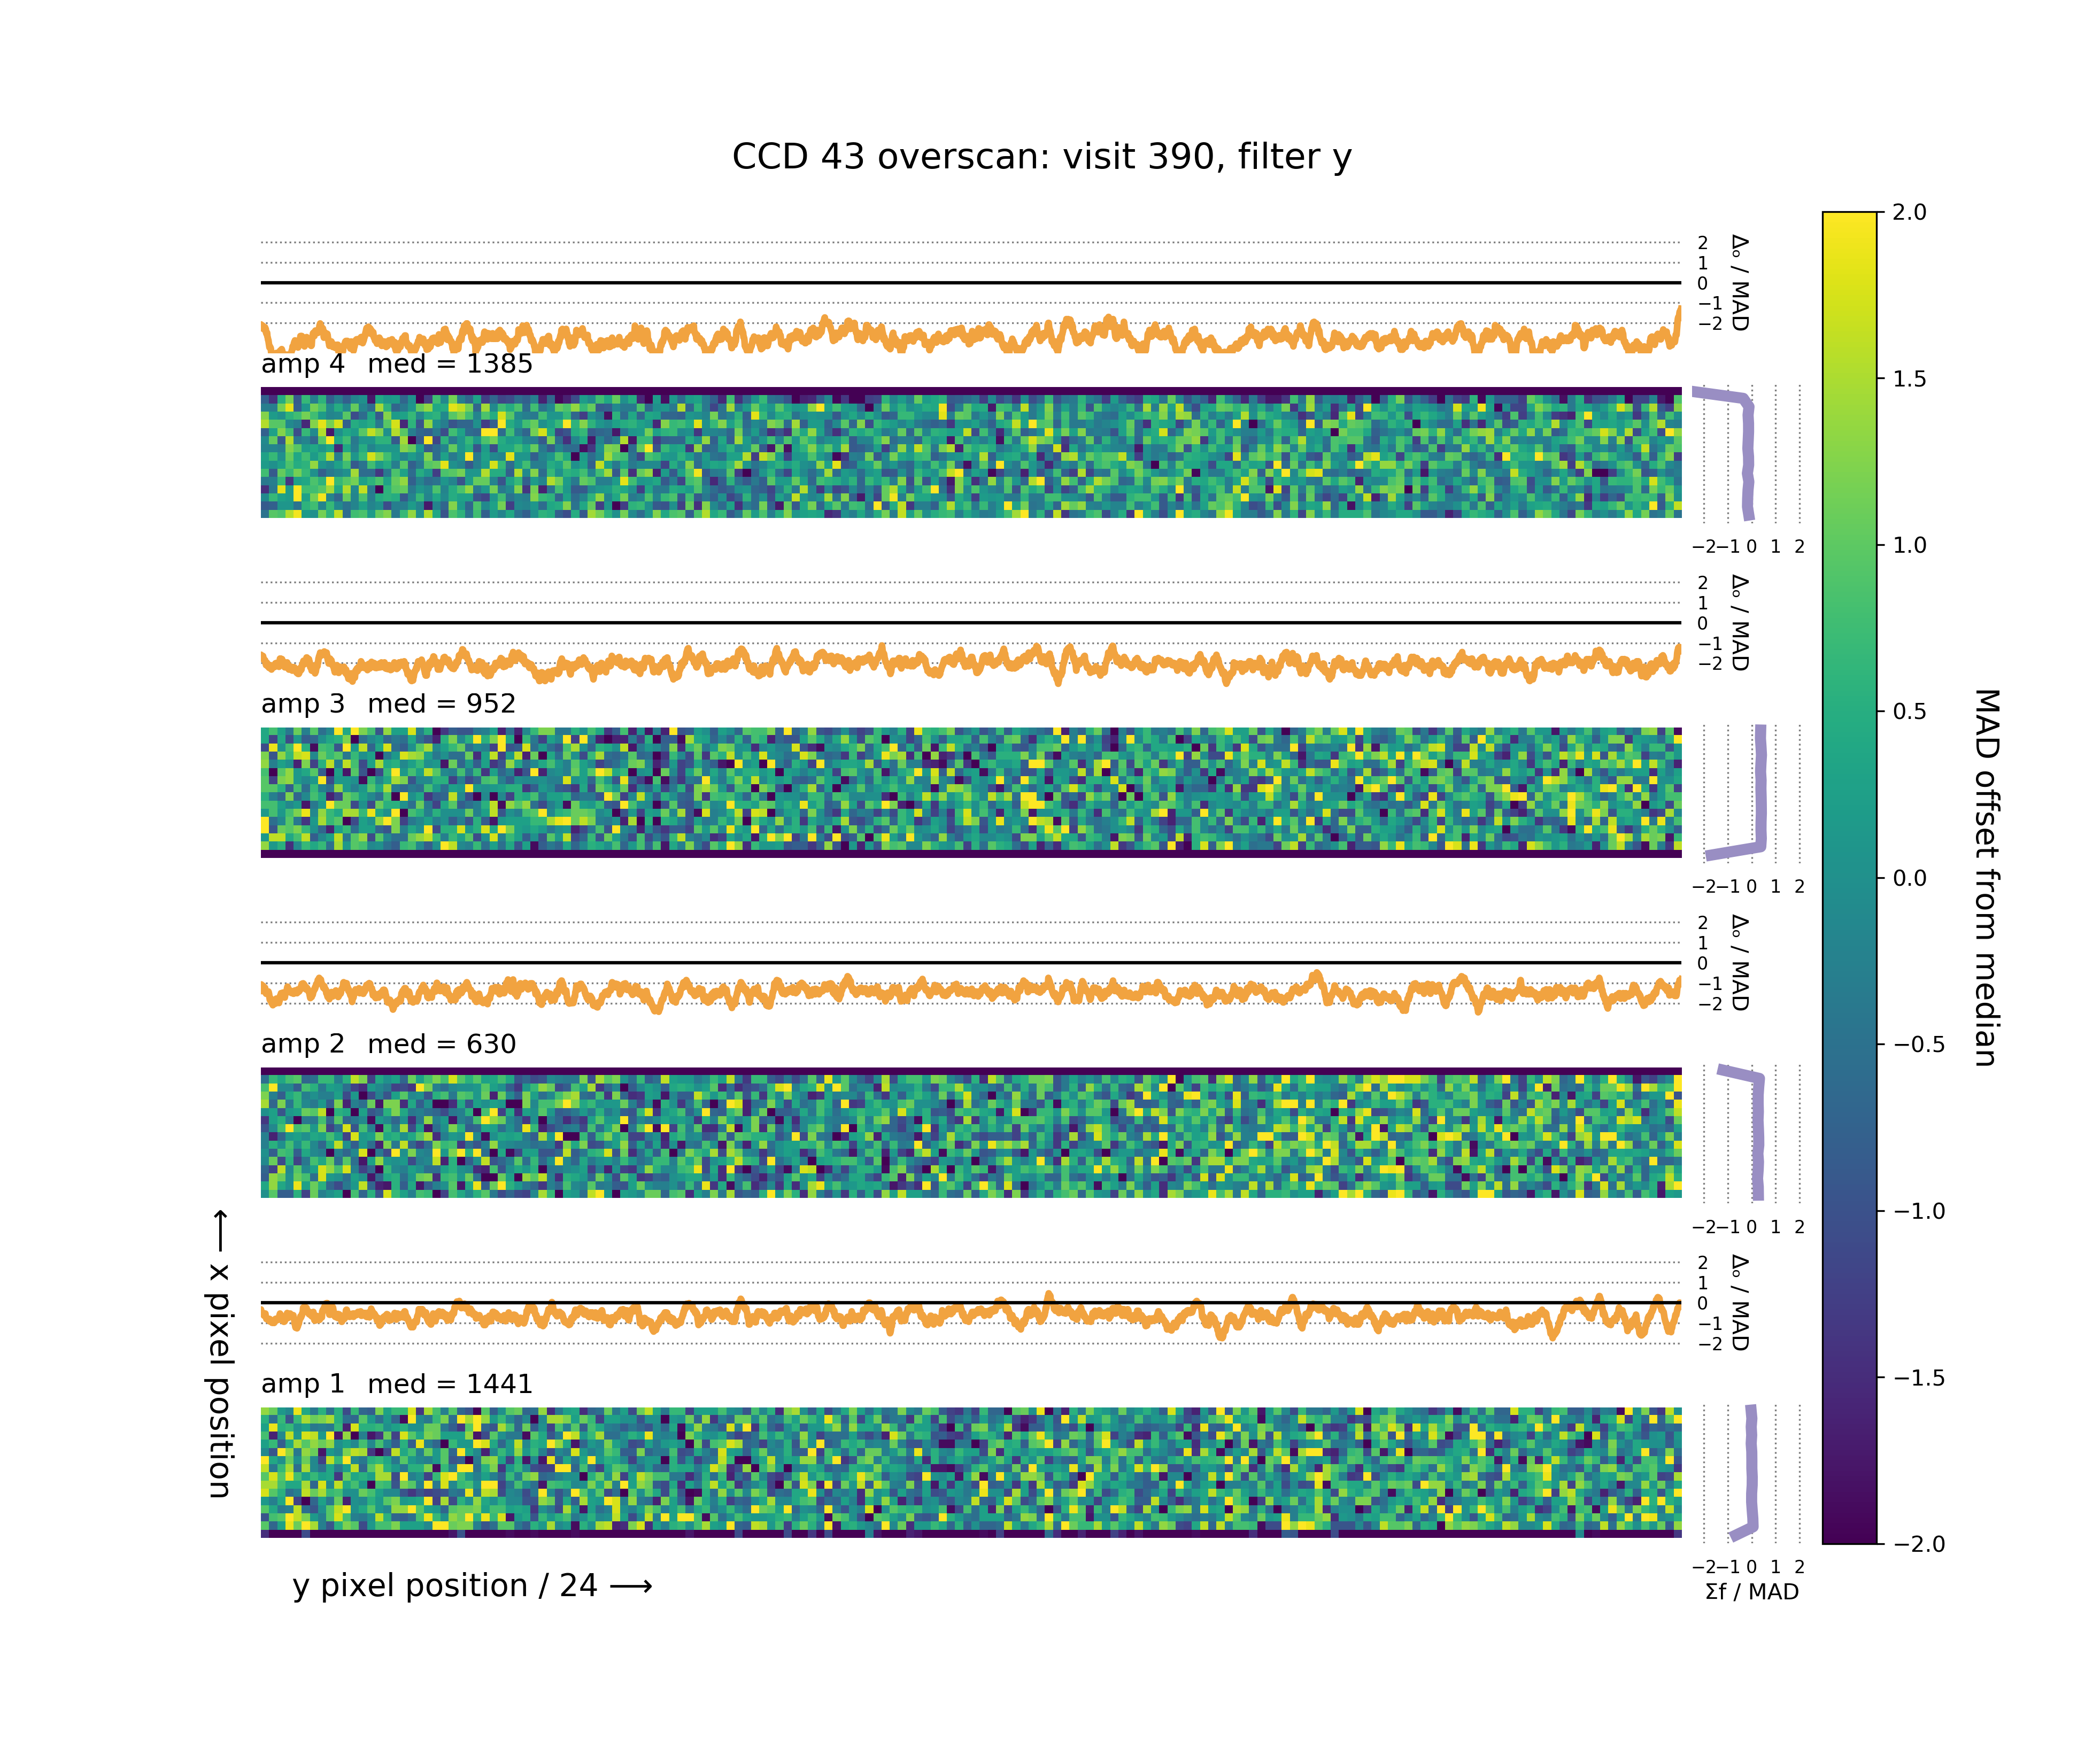 CCD 43 overscan: visit 390, filter y
2
1
0
−1
−2
Δₒ / MAD
amp 4 med = 1385
−2 −1 0 1 2
2
1
0
−1
−2
Δₒ / MAD
amp 3 med = 952
−2 −1 0 1 2
2
1
0
−1
−2
Δₒ / MAD
amp 2 med = 630
−2 −1 0 1 2
2
1
0
−1
−2
Δₒ / MAD
amp 1 med = 1441
−2 −1 0 1 2
Σf / MAD
⟵ x pixel position
y pixel position / 24 ⟶
2.0
1.5
1.0
0.5
0.0
−0.5
−1.0
−1.5
−2.0
MAD offset from median